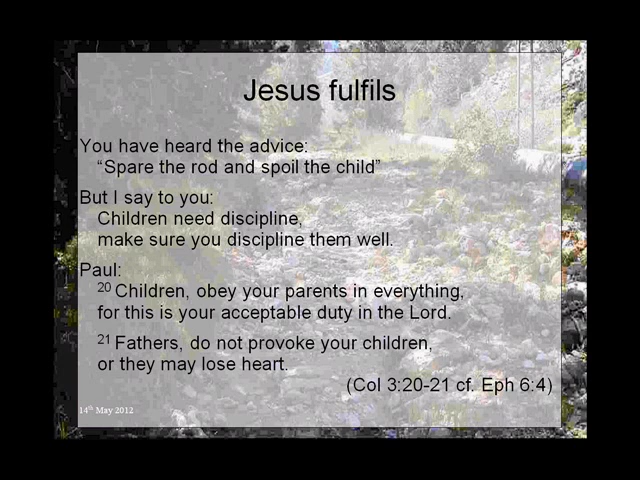 Jesus fulfils
You have heard the advice:
“Spare the rod and spoil the child”
But I say to you:
Children need discipline,
make sure you discipline them well.
Paul:
20 Children, obey your parents in everything,
for this is your acceptable duty in the Lord.
21 Fathers, do not provoke your children,
or they may lose heart.
(Col 3:20-21 cf. Eph 6:4)
14th May 2012